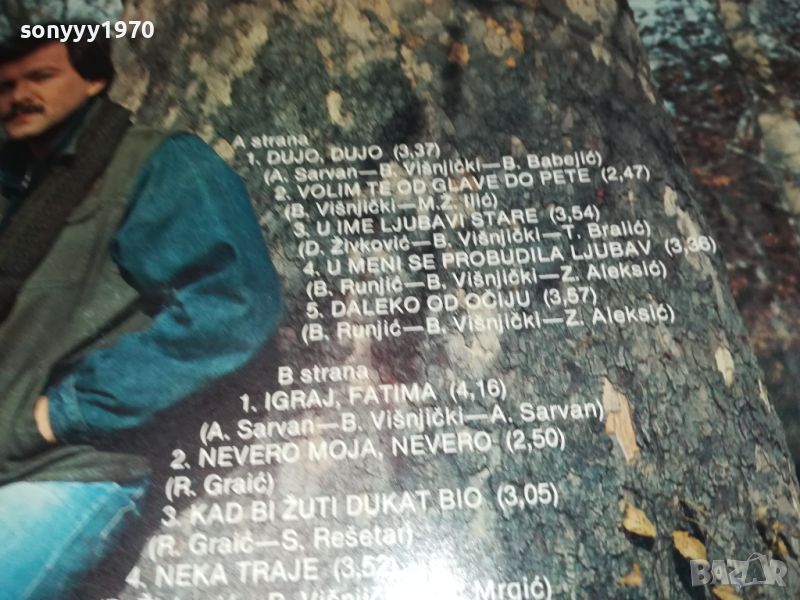 sonyyy1970
A strana
1. DUJO, DUJO (3,37)
(A. Sarvan—B. Višnjički—B. Babejić)
2. VOLIM TE OD GLAVE DO PETE (2,47)
(B. Višnjički—M.Ž. Ilić)
3. U IME LJUBAVI STARE (3,54)
(D. Živković—B. Višnjički—T. Bralić)
4. U MENI SE PROBUDILA LJUBAV (3,36)
(B. Runjić—B. Višnjički—Z. Aleksić)
5. DALEKO OD OČIJU (3,57)
(B. Runjić—B. Višnjički—Z. Aleksić)
B strana
1. IGRAJ, FATIMA (4,16)
(A. Sarvan—B. Višnjički—A. Sarvan)
2. NEVERO MOJA, NEVERO (2,50)
(R. Graić)
3. KAD BI ŽUTI DUKAT BIO (3,05)
(R. Graić—S. Rešetar)
4. NEKA TRAJE (3,52)
Mrgić)
BAZAR